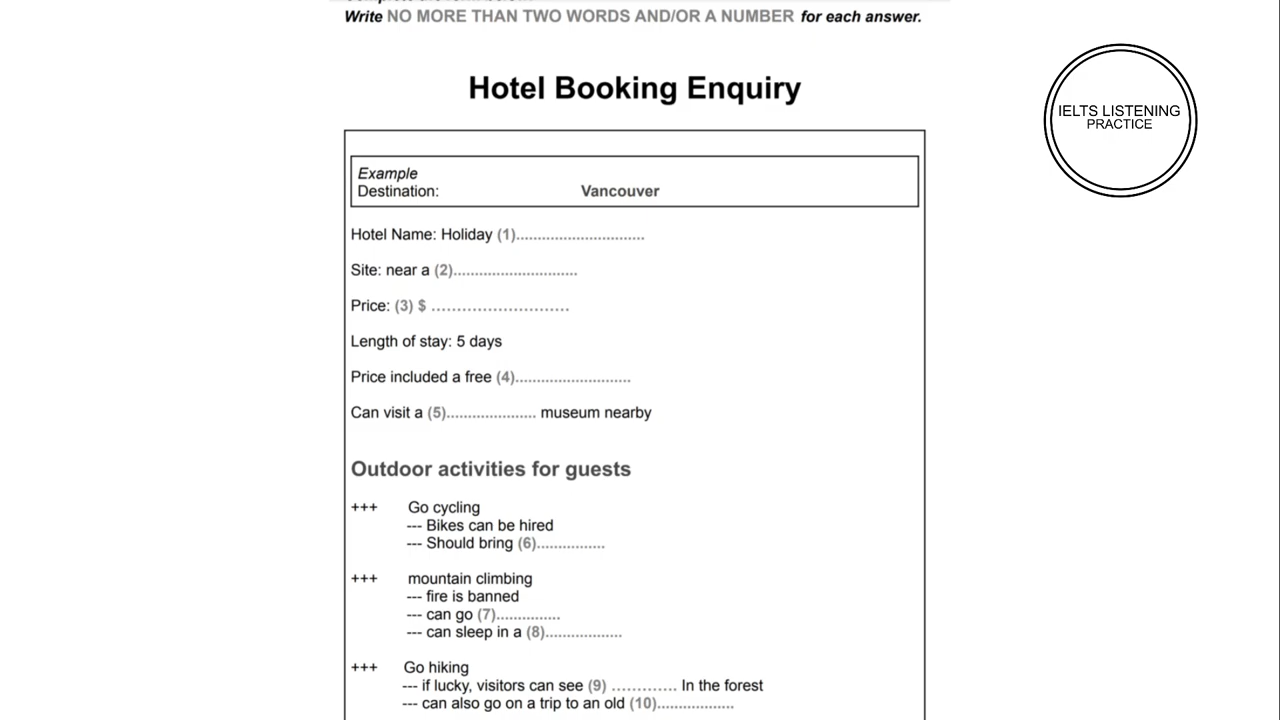 Write NO MORE THAN TWO WORDS AND/OR A NUMBER for each answer.
Hotel Booking Enquiry
IELTS LISTENING
PRACTICE
Example
Destination: Vancouver
Hotel Name: Holiday (1)..............................
Site: near a (2).............................
Price: (3) $ ...........................
Length of stay: 5 days
Price included a free (4)...........................
Can visit a (5)..................... museum nearby
Outdoor activities for guests
+++ Go cycling
--- Bikes can be hired
--- Should bring (6)................
+++ mountain climbing
--- fire is banned
--- can go (7)...............
--- can sleep in a (8)..................
+++ Go hiking
--- if lucky, visitors can see (9) ............. In the forest
--- can also go on a trip to an old (10)..................